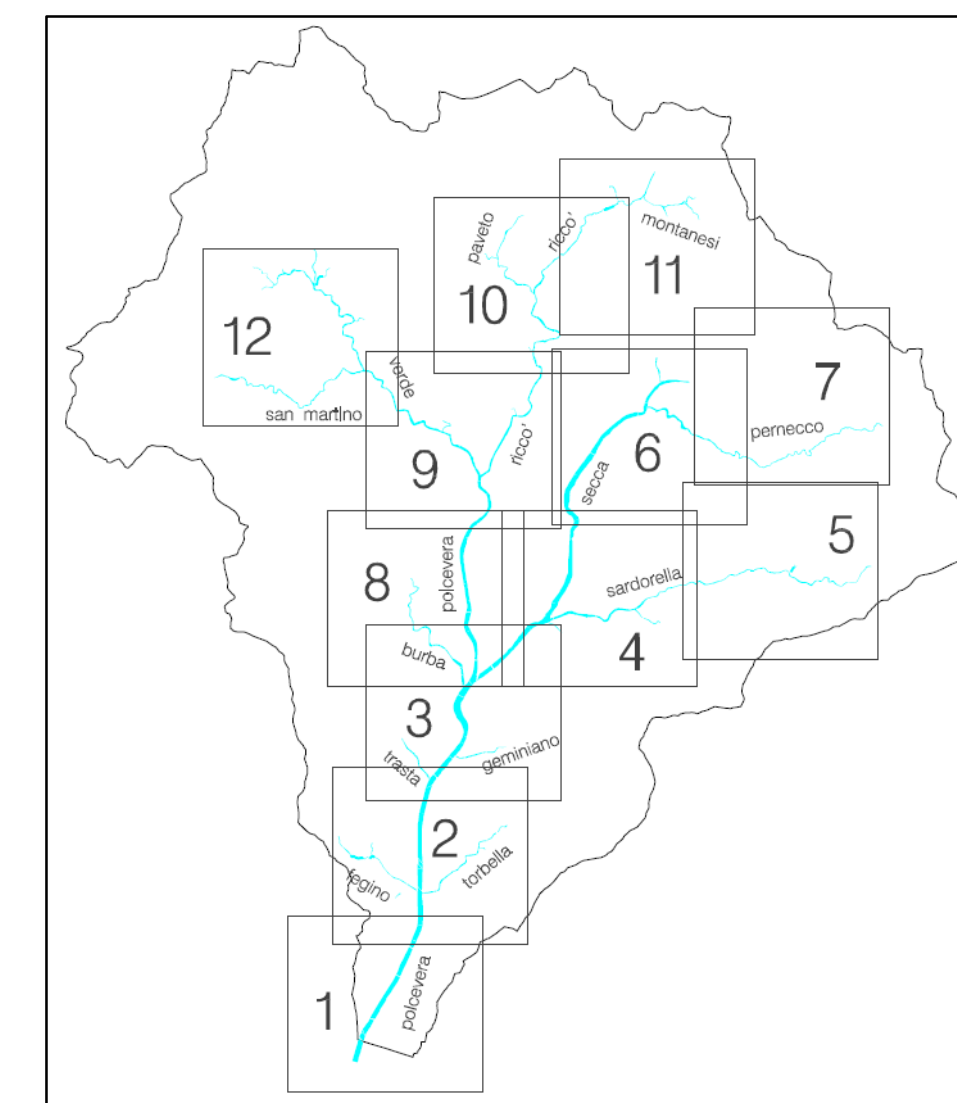 montanesi
ricco'
paveto
11
10
12
verde
7
san martino
pernecco
ricco'
6
9
secca
5
polcevera
8
sardorella
burba
4
3
geminiano
trasta
2
torbella
fegino
polcevera
1